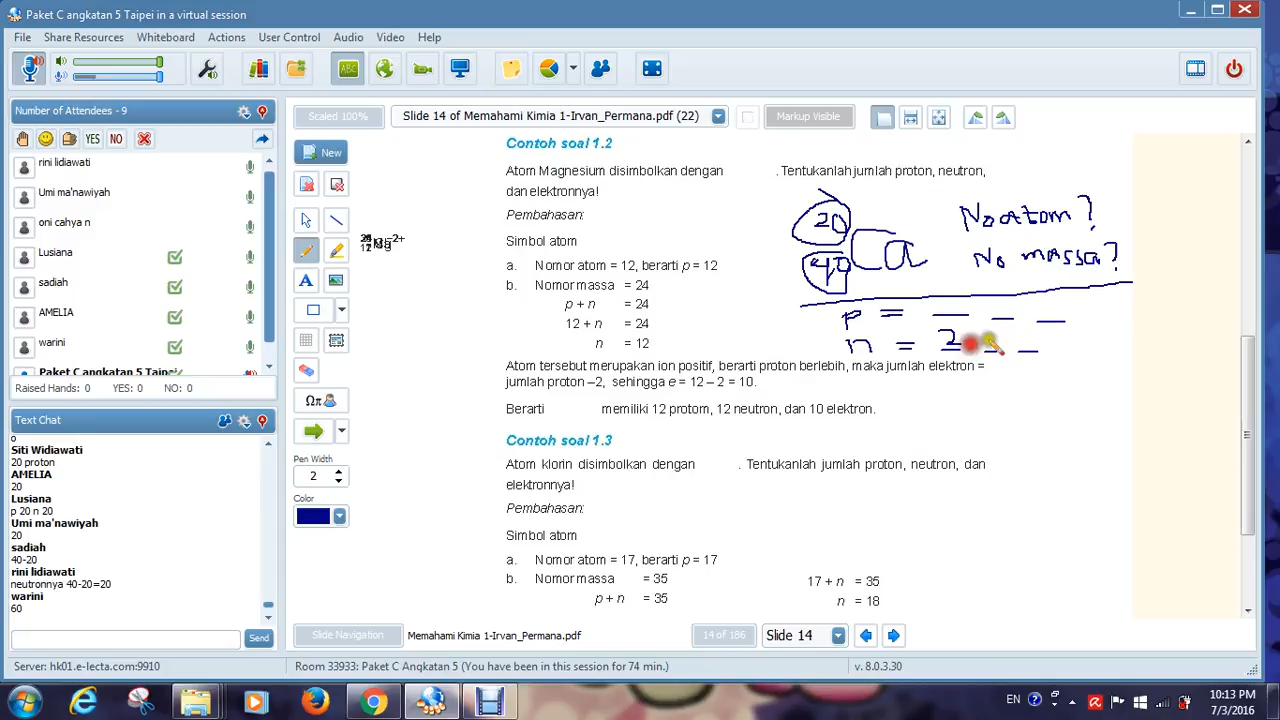 Paket C angkatan 5 Taipei in a virtual session
File Share Resources Whiteboard Actions User Control Audio Video Help
Number of Attendees - 9
YES NO
rini lidiawati
Umi ma'nawiyah
oni cahya n
Lusiana
sadiah
AMELIA
warini
Paket C angkatan 5 Taipei
Raised Hands: 0 YES: 0 NO: 0
Text Chat
Siti Widiawati
20 proton
AMELIA
20
Lusiana
p 20 n 20
Umi ma'nawiyah
20
sadiah
40-20
rini lidiawati
neutronnya 40-20=20
warini
60
Send
Scaled 100%
Slide 14 of Memahami Kimia 1-Irvan_Permana.pdf (22)
Markup Visible
New
Pen Width
2
Color
Contoh soal 1.2
Atom Magnesium disimbolkan dengan . Tentukanlah jumlah proton, neutron,
dan elektronnya!
Pembahasan:
Simbol atom
a. Nomor atom = 12, berarti p = 12
b. Nomor massa = 24
p + n = 24
12 + n = 24
n = 12
20
40
Ca
No atom?
No massa?
p = _ _ _
n = 2 _ _
Atom tersebut merupakan ion positif, berarti proton berlebih, maka jumlah elektron =
jumlah proton –2, sehingga e = 12 – 2 = 10.
Berarti memiliki 12 protom, 12 neutron, dan 10 elektron.
Contoh soal 1.3
Atom klorin disimbolkan dengan . Tentukanlah jumlah proton, neutron, dan
elektronnya!
Pembahasan:
Simbol atom
a. Nomor atom = 17, berarti p = 17
b. Nomor massa = 35
p + n = 35
17 + n = 35
n = 18
Slide Navigation
Memahami Kimia 1-Irvan_Permana.pdf
14 of 186
Slide 14
Server: hk01.e-lecta.com:9910
Room 33933: Paket C Angkatan 5 (You have been in this session for 74 min.)
v. 8.0.3.30
EN
10:13 PM
7/3/2016